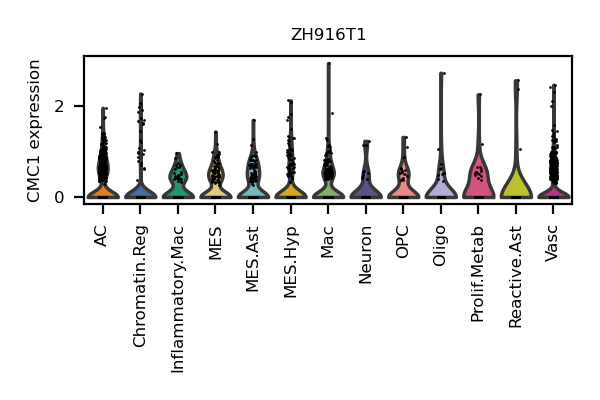 ZH916T1
CMC1 expression
2
0
AC
Chromatin.Reg
Inflammatory.Mac
MES
MES.Ast
MES.Hyp
Mac
Neuron
OPC
Oligo
Prolif.Metab
Reactive.Ast
Vasc